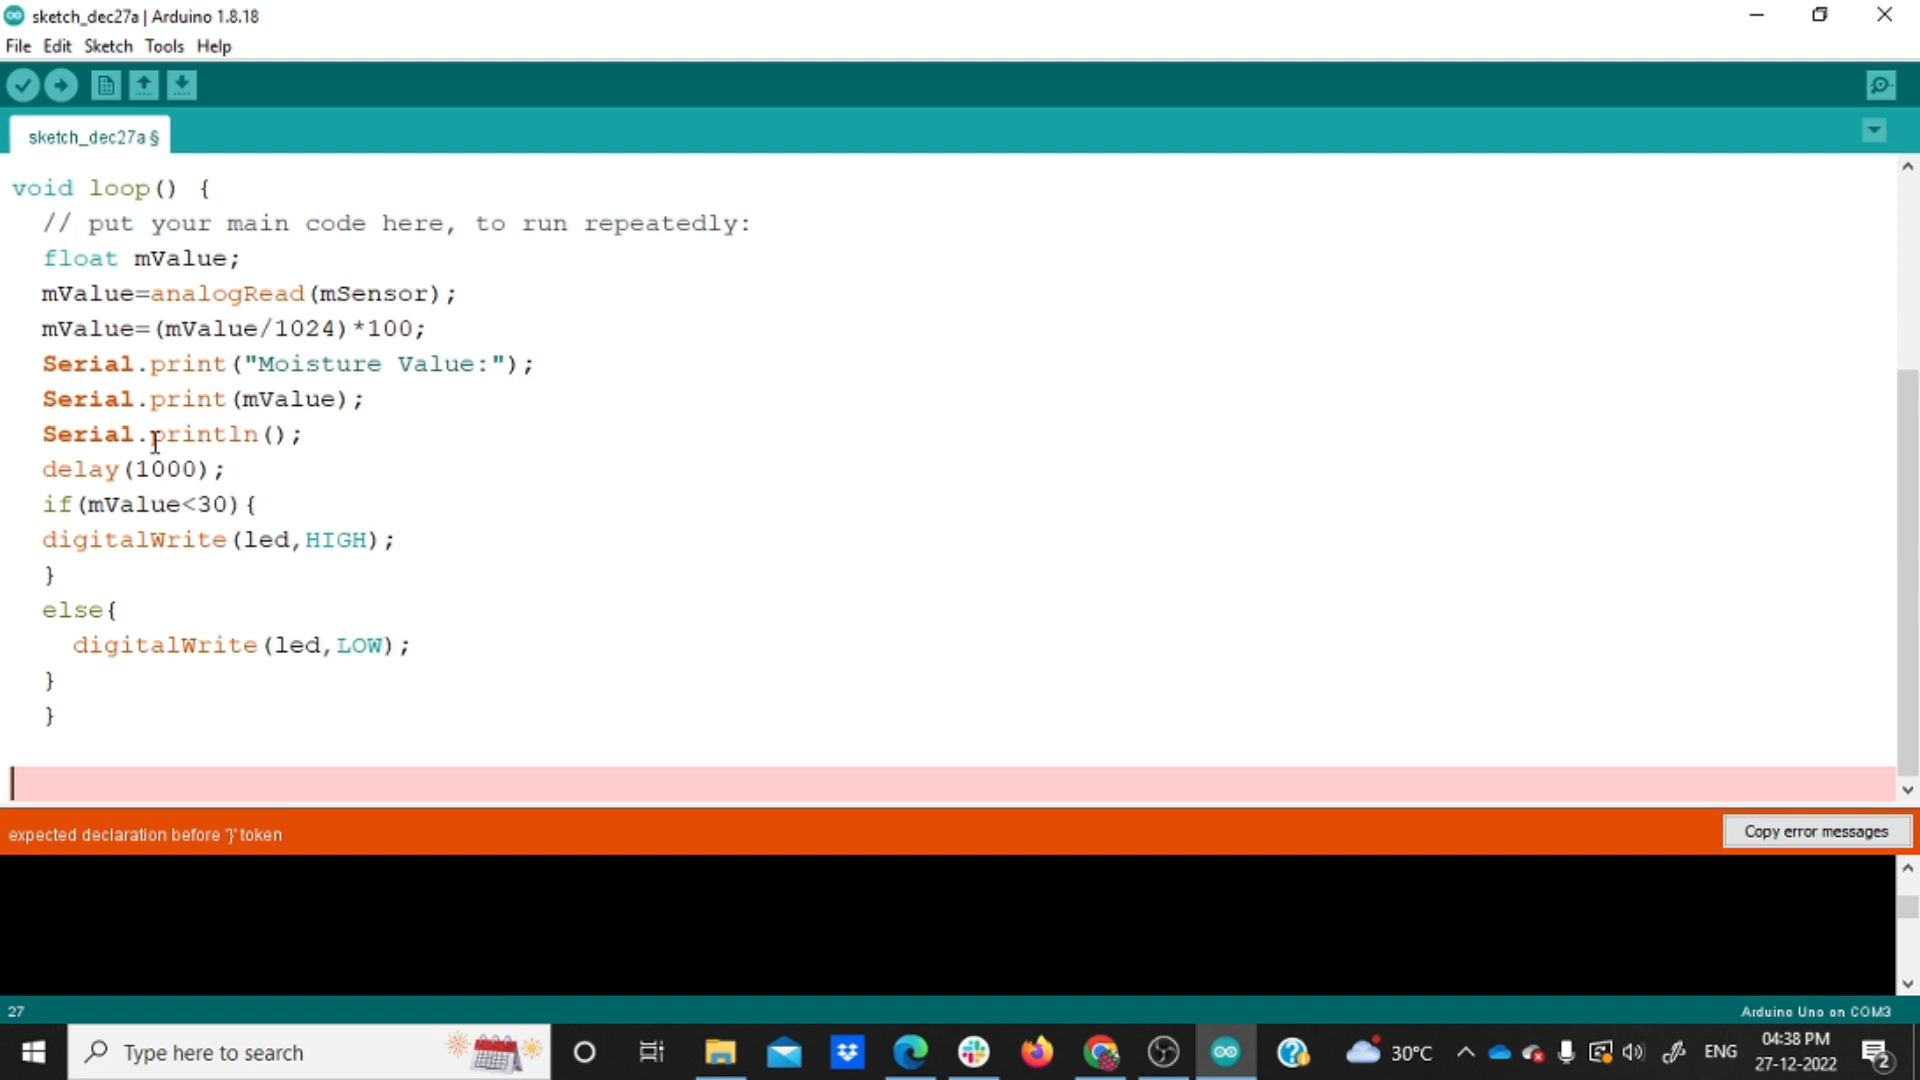 sketch_dec27a | Arduino 1.8.18
File Edit Sketch Tools Help
sketch_dec27a §
void loop() {
// put your main code here, to run repeatedly:
float mValue;
mValue=analogRead(mSensor);
mValue=(mValue/1024)*100;
Serial.print("Moisture Value:");
Serial.print(mValue);
Serial.println();
delay(1000);
if(mValue<30){
digitalWrite(led,HIGH);
}
else{
digitalWrite(led,LOW);
}
}
expected declaration before '}' token
Copy error messages
27
Arduino Uno on COM3
Type here to search
30°C
ENG
04:38 PM
27-12-2022
2